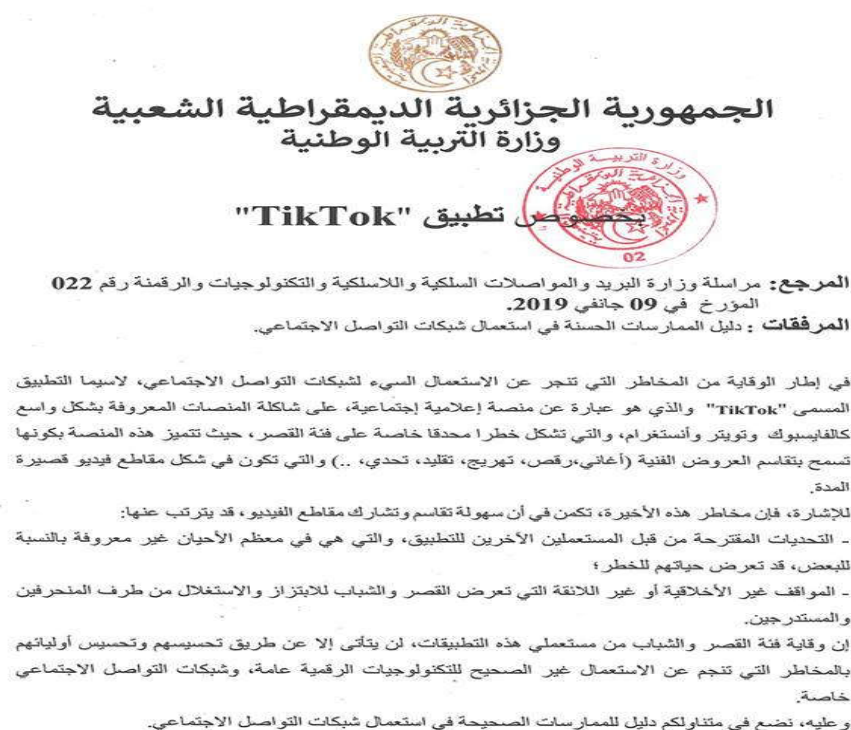 الجمهورية الجزائرية الديمقراطية الشعبية
وزارة التربية الوطنية
وزارة التربية الوطنية
02
بخصوص تطبيق "TikTok"
المرجع: مراسلة وزارة البريد والمواصلات السلكية واللاسلكية والتكنولوجيات والرقمنة رقم 022
المؤرخ في 09 جانفي 2019.
المرفقات : دليل الممارسات الحسنة في استعمال شبكات التواصل الاجتماعي.
في إطار الوقاية من المخاطر التي تنجر عن الاستعمال السيء لشبكات التواصل الاجتماعي، لاسيما التطبيق
المسمى "TikTok" والذي هو عبارة عن منصة إعلامية إجتماعية، على شاكلة المنصات المعروفة بشكل واسع
كالفايسبوك وتويتر وأنستغرام، والتي تشكل خطرا محدقا خاصة على فئة القصر، حيث تتميز هذه المنصة بكونها
تسمح بتقاسم العروض الفنية (أغاني،رقص، تهريج، تقليد، تحدي، ..) والتي تكون في شكل مقاطع فيديو قصيرة
المدة.
للإشارة، فإن مخاطر هذه الأخيرة، تكمن في أن سهولة تقاسم وتشارك مقاطع الفيديو، قد يترتب عنها:
ـ التحديات المقترحة من قبل المستعملين الأخرين للتطبيق، والتي هي في معظم الأحيان غير معروفة بالنسبة
للبعض، قد تعرض حياتهم للخطر؛
ـ المواقف غير الأخلاقية أو غير اللائقة التي تعرض القصر والشباب للابتزاز والاستغلال من طرف المنحرفين
والمستدرجين.
إن وقاية فئة القصر والشباب من مستعملي هذه التطبيقات، لن يتأتى إلا عن طريق تحسيسهم وتحسيس أوليائهم
بالمخاطر التي تنجم عن الاستعمال غير الصحيح للتكنولوجيات الرقمية عامة، وشبكات التواصل الاجتماعي
خاصة.
وعليه، نضع في متناولكم دليل للممارسات الصحيحة في استعمال شبكات التواصل الاجتماعي.